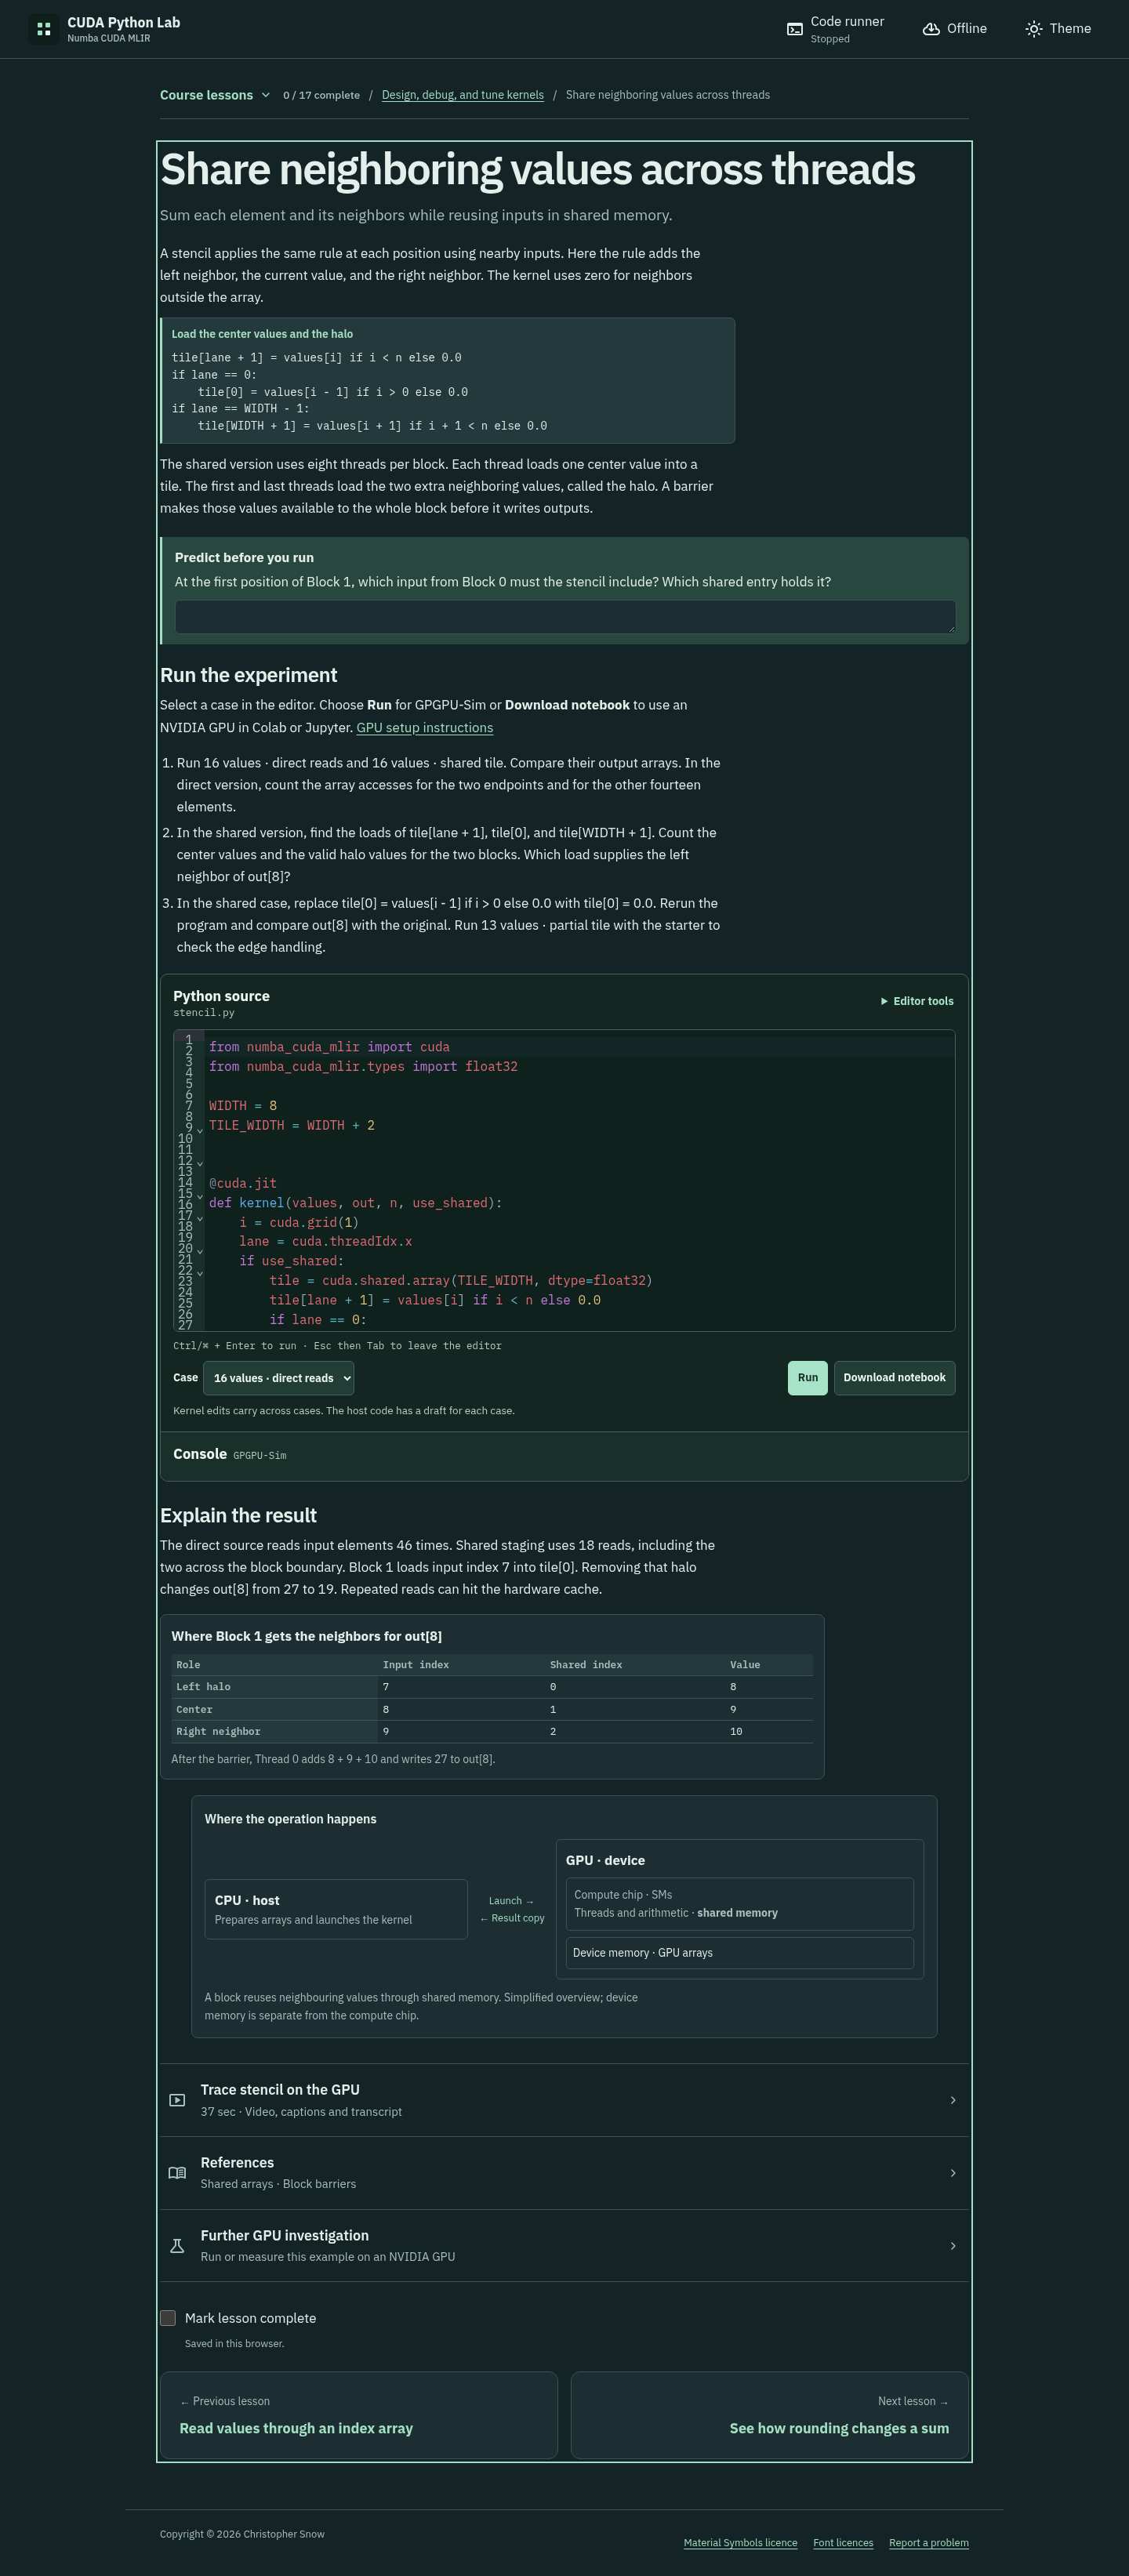 CUDA Python Lab
Numba CUDA MLIR
Code runner
Stopped
Offline
Theme
Course lessons
0 / 17 complete / Design, debug, and tune kernels / Share neighboring values across threads
Share neighboring values across threads
Sum each element and its neighbors while reusing inputs in shared memory.
A stencil applies the same rule at each position using nearby inputs. Here the rule adds the
left neighbor, the current value, and the right neighbor. The kernel uses zero for neighbors
outside the array.
Load the center values and the halo
tile[lane + 1] = values[i] if i < n else 0.0
if lane == 0:
    tile[0] = values[i - 1] if i > 0 else 0.0
if lane == WIDTH - 1:
    tile[WIDTH + 1] = values[i + 1] if i + 1 < n else 0.0
The shared version uses eight threads per block. Each thread loads one center value into a
tile. The first and last threads load the two extra neighboring values, called the halo. A barrier
makes those values available to the whole block before it writes outputs.
Predict before you run
At the first position of Block 1, which input from Block 0 must the stencil include? Which shared entry holds it?
Run the experiment
Select a case in the editor. Choose Run for GPGPU-Sim or Download notebook to use an
NVIDIA GPU in Colab or Jupyter. GPU setup instructions
1. Run 16 values · direct reads and 16 values · shared tile. Compare their output arrays. In the
direct version, count the array accesses for the two endpoints and for the other fourteen
elements.
2. In the shared version, find the loads of tile[lane + 1], tile[0], and tile[WIDTH + 1]. Count the
center values and the valid halo values for the two blocks. Which load supplies the left
neighbor of out[8]?
3. In the shared case, replace tile[0] = values[i - 1] if i > 0 else 0.0 with tile[0] = 0.0. Rerun the
program and compare out[8] with the original. Run 13 values · partial tile with the starter to
check the edge handling.
Python source
stencil.py
▶ Editor tools
1
2
3
4
5
6
7
8
9
10
11
12
13
14
15
16
17
18
19
20
21
22
23
24
25
26
27
from numba_cuda_mlir import cuda
from numba_cuda_mlir.types import float32
WIDTH = 8
TILE_WIDTH = WIDTH + 2
@cuda.jit
def kernel(values, out, n, use_shared):
    i = cuda.grid(1)
    lane = cuda.threadIdx.x
    if use_shared:
        tile = cuda.shared.array(TILE_WIDTH, dtype=float32)
        tile[lane + 1] = values[i] if i < n else 0.0
        if lane == 0:
Ctrl/⌘ + Enter to run · Esc then Tab to leave the editor
Case 16 values · direct reads
Run
Download notebook
Kernel edits carry across cases. The host code has a draft for each case.
Console GPGPU-Sim
Explain the result
The direct source reads input elements 46 times. Shared staging uses 18 reads, including the
two across the block boundary. Block 1 loads input index 7 into tile[0]. Removing that halo
changes out[8] from 27 to 19. Repeated reads can hit the hardware cache.
Where Block 1 gets the neighbors for out[8]
Role Input index Shared index Value
Left halo 7 0 8
Center 8 1 9
Right neighbor 9 2 10
After the barrier, Thread 0 adds 8 + 9 + 10 and writes 27 to out[8].
Where the operation happens
CPU · host
Prepares arrays and launches the kernel
Launch →
← Result copy
GPU · device
Compute chip · SMs
Threads and arithmetic · shared memory
Device memory · GPU arrays
A block reuses neighbouring values through shared memory. Simplified overview; device
memory is separate from the compute chip.
Trace stencil on the GPU
37 sec · Video, captions and transcript
References
Shared arrays · Block barriers
Further GPU investigation
Run or measure this example on an NVIDIA GPU
Mark lesson complete
Saved in this browser.
← Previous lesson
Read values through an index array
Next lesson →
See how rounding changes a sum
Copyright © 2026 Christopher Snow
Material Symbols licence
Font licences
Report a problem